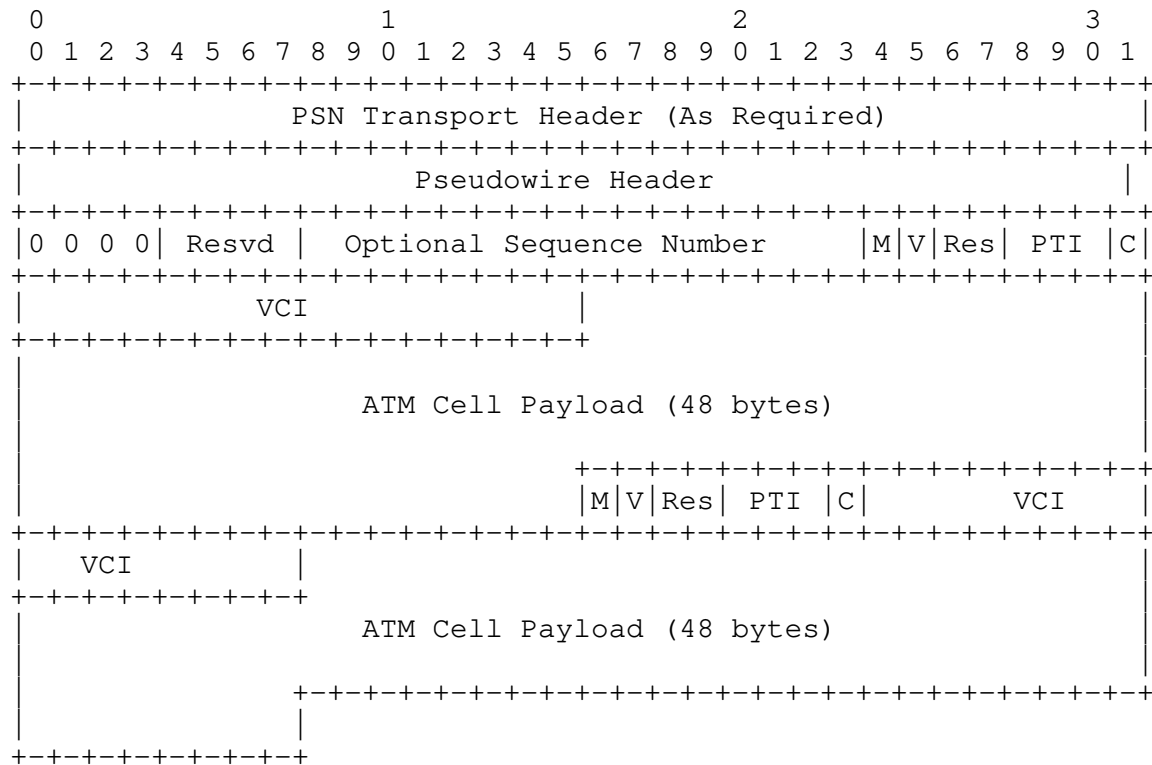 0                   1                   2                   3
 0 1 2 3 4 5 6 7 8 9 0 1 2 3 4 5 6 7 8 9 0 1 2 3 4 5 6 7 8 9 0 1
+-+-+-+-+-+-+-+-+-+-+-+-+-+-+-+-+-+-+-+-+-+-+-+-+-+-+-+-+-+-+-+-+
|               PSN Transport Header (As Required)              |
+-+-+-+-+-+-+-+-+-+-+-+-+-+-+-+-+-+-+-+-+-+-+-+-+-+-+-+-+-+-+-+-+
|                      Pseudowire Header                       |
+-+-+-+-+-+-+-+-+-+-+-+-+-+-+-+-+-+-+-+-+-+-+-+-+-+-+-+-+-+-+-+-+
|0 0 0 0| Resvd |  Optional Sequence Number     |M|V|Res| PTI |C|
+-+-+-+-+-+-+-+-+-+-+-+-+-+-+-+-+-+-+-+-+-+-+-+-+-+-+-+-+-+-+-+-+
|             VCI               |                               |
+-+-+-+-+-+-+-+-+-+-+-+-+-+-+-+-+                               |
|                                                               |
|                   ATM Cell Payload (48 bytes)                 |
|                                                               |
|                               +-+-+-+-+-+-+-+-+-+-+-+-+-+-+-+-+
|                               |M|V|Res| PTI |C|        VCI    |
+-+-+-+-+-+-+-+-+-+-+-+-+-+-+-+-+-+-+-+-+-+-+-+-+-+-+-+-+-+-+-+-+
|   VCI         |                                               |
+-+-+-+-+-+-+-+-+                                               |
|                   ATM Cell Payload (48 bytes)                 |
|                                                               |
|               +-+-+-+-+-+-+-+-+-+-+-+-+-+-+-+-+-+-+-+-+-+-+-+-+
|               |
+-+-+-+-+-+-+-+-+